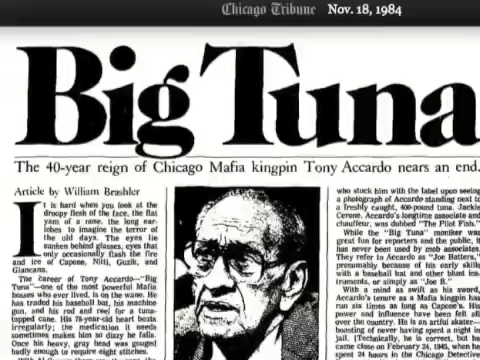 Chicago Tribune Nov. 18, 1984
Big Tuna
The 40-year reign of Chicago Mafia kingpin Tony Accardo nears an end.
Article by William Brashler
It is hard when you look at the
droopy flesh of the face, the flat
yam of a nose, the long ear-
lobes to imagine the terror of
the old days. The eyes lie
sunken behind glasses, eyes that
only occasionally flash the fire
and ice of Capone, Nitti, Guzik, and
Giancana.
The career of Tony Accardo—"Big
Tuna"—one of the most powerful Mafia
bosses who ever lived, is on the wane. He
has traded his baseball bat, his machine
gun, and his rod and reel for a tuna-
topped cane. His 78-year-old heart beats
irregularly; the medication it needs
sometimes makes him so dizzy he falls.
Once his heavy, gray head was gouged
badly enough to require eight stitches.
who stuck him with the label upon seeing
a photograph of Accardo standing next to
a freshly caught, 400-pound tuna. Jackie
Cerone, Accardo's longtime associate and
chauffeur, was dubbed "The Pilot Fish."
While the "Big Tuna" moniker was
great fun for reporters and the public, it
has never been used by mob associates.
They refer to Accardo as "Joe Batters,"
presumably because of his early skills
with a baseball bat and other blunt ins-
truments, or simply as "Joe B."
With a mind as swift as his sword,
Accardo's tenure as a Mafia kingpin has
run six times as long as Capone's. His
power and influence have been felt all
over the country. He is an artful skater—
boasting of never having spent a night in
jail. [Technically, he is correct, but he
came close on February 24, 1945, when he
spent 24 hours in the Chicago Detective